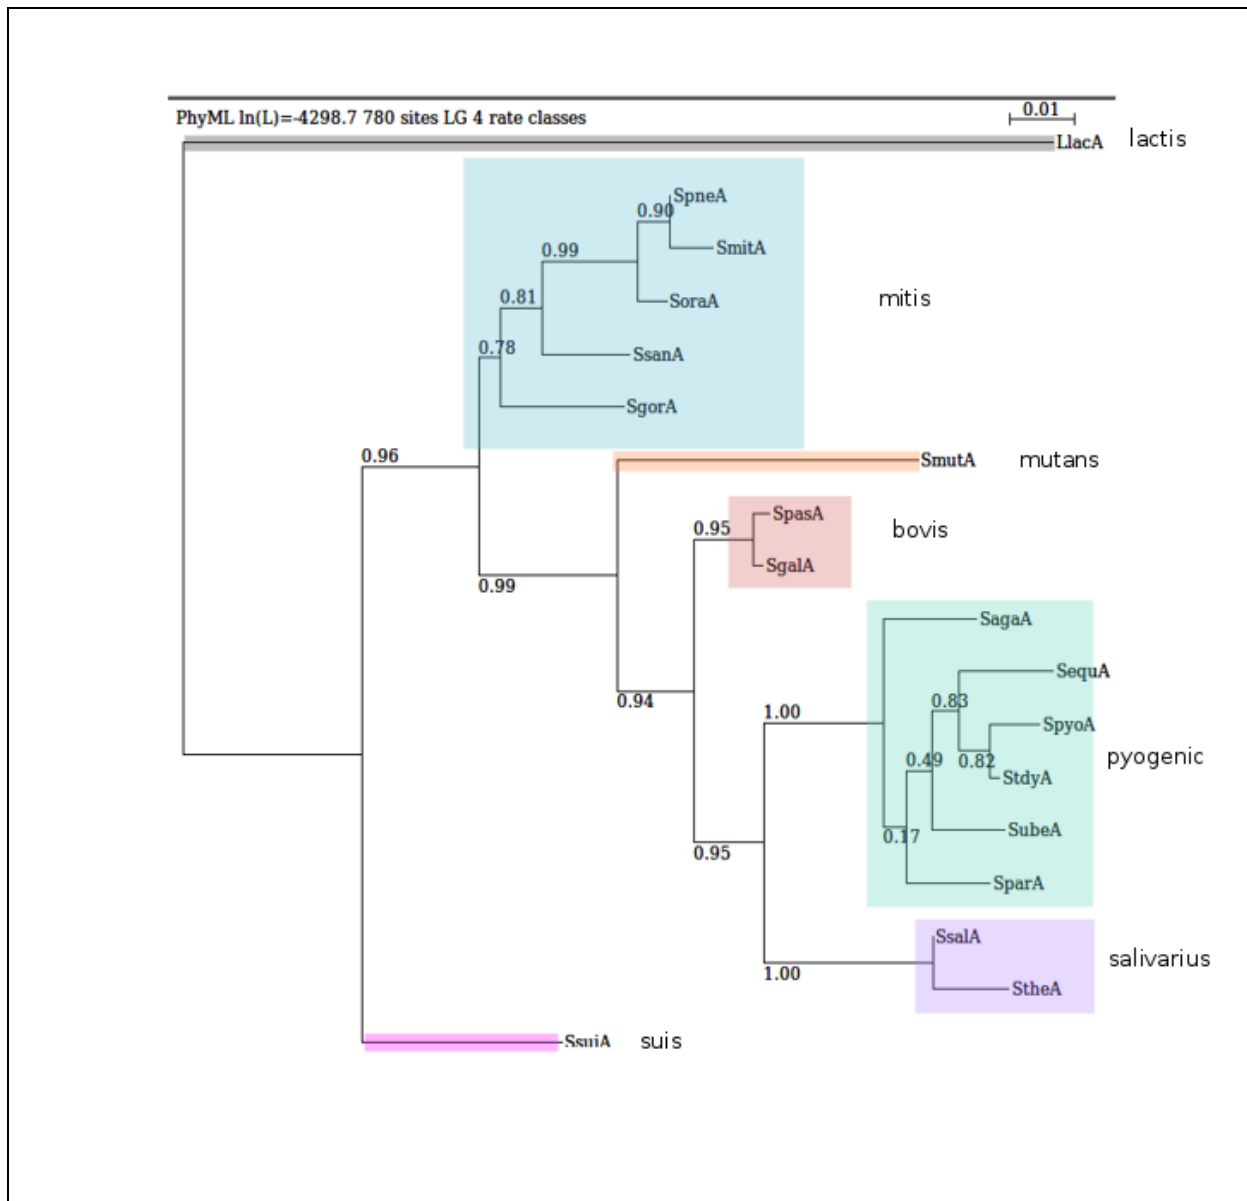 PhyML ln(L)=-4298.7 780 sites LG 4 rate classes
0.01
LlacA
lactis
SpneA
0.90
SmitA
0.99
SoraA
mitis
0.81
SsanA
0.78
SgorA
0.96
SmutA
mutans
SpasA
0.95
bovis
SgalA
0.99
SagaA
SequA
0.94
0.83
1.00
SpyoA
0.49
0.82
pyogenic
StdyA
0.17
SubeA
0.95
SparA
SsalA
salivarius
1.00
StheA
SsuiA
suis